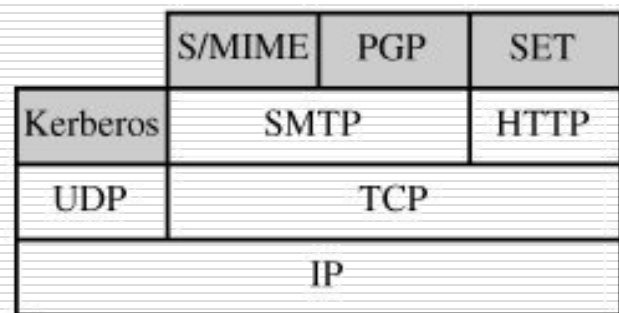 S/MIME PGP SET
Kerberos SMTP HTTP
UDP TCP
IP